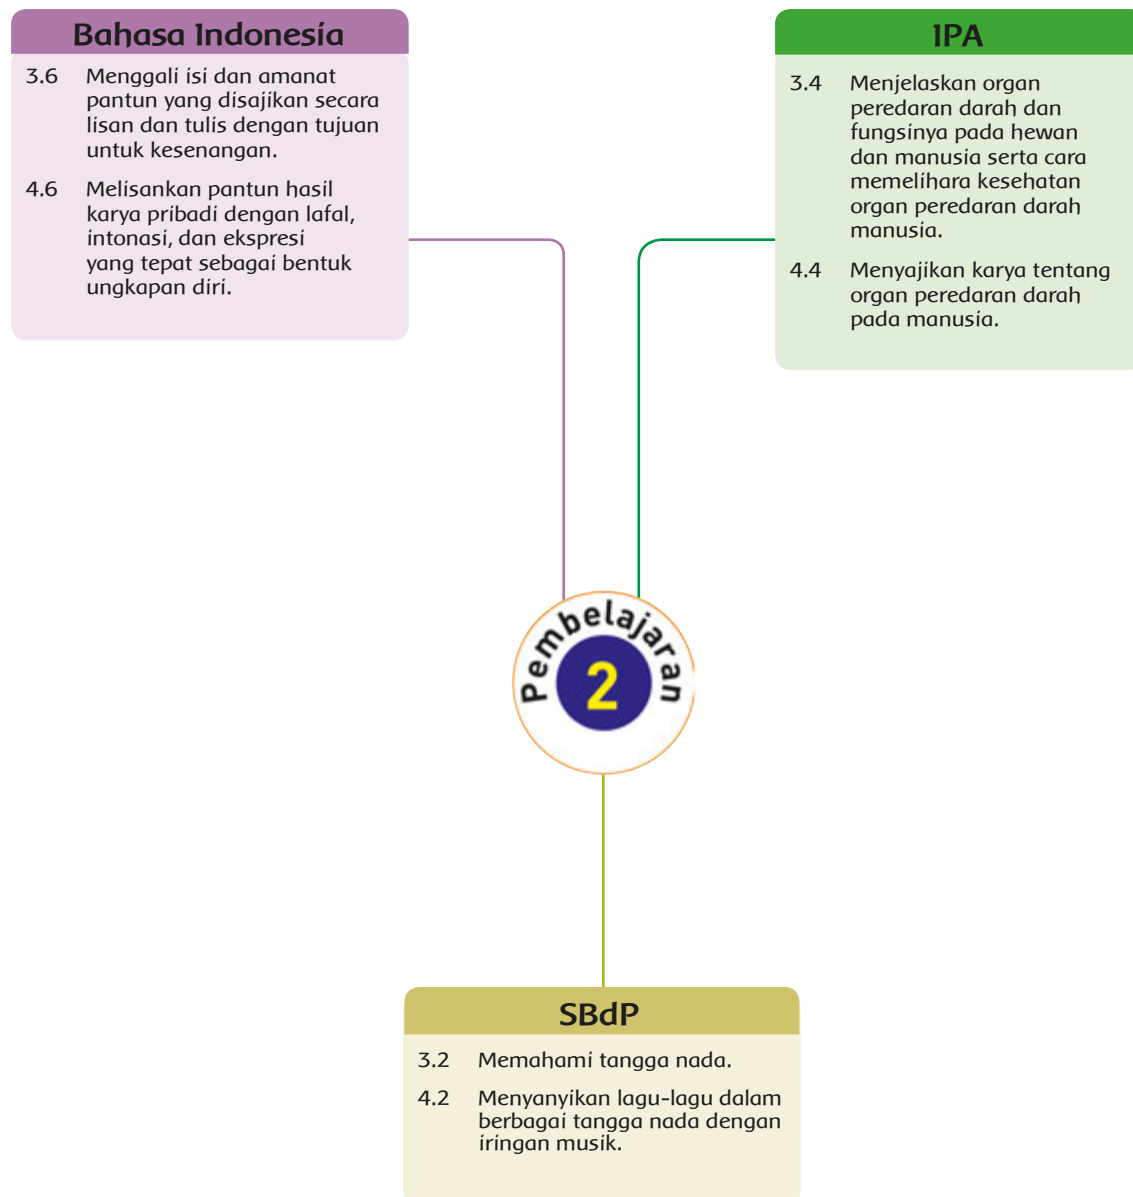 Bahasa Indonesia
3.6 Menggali isi dan amanat
pantun yang disajikan secara
lisan dan tulis dengan tujuan
untuk kesenangan.
4.6 Melisankan pantun hasil
karya pribadi dengan lafal,
intonasi, dan ekspresi
yang tepat sebagai bentuk
ungkapan diri.
IPA
3.4 Menjelaskan organ
peredaran darah dan
fungsinya pada hewan
dan manusia serta cara
memelihara kesehatan
organ peredaran darah
manusia.
4.4 Menyajikan karya tentang
organ peredaran darah
pada manusia.
Pembelajaran
2
SBdP
3.2 Memahami tangga nada.
4.2 Menyanyikan lagu-lagu dalam
berbagai tangga nada dengan
iringan musik.